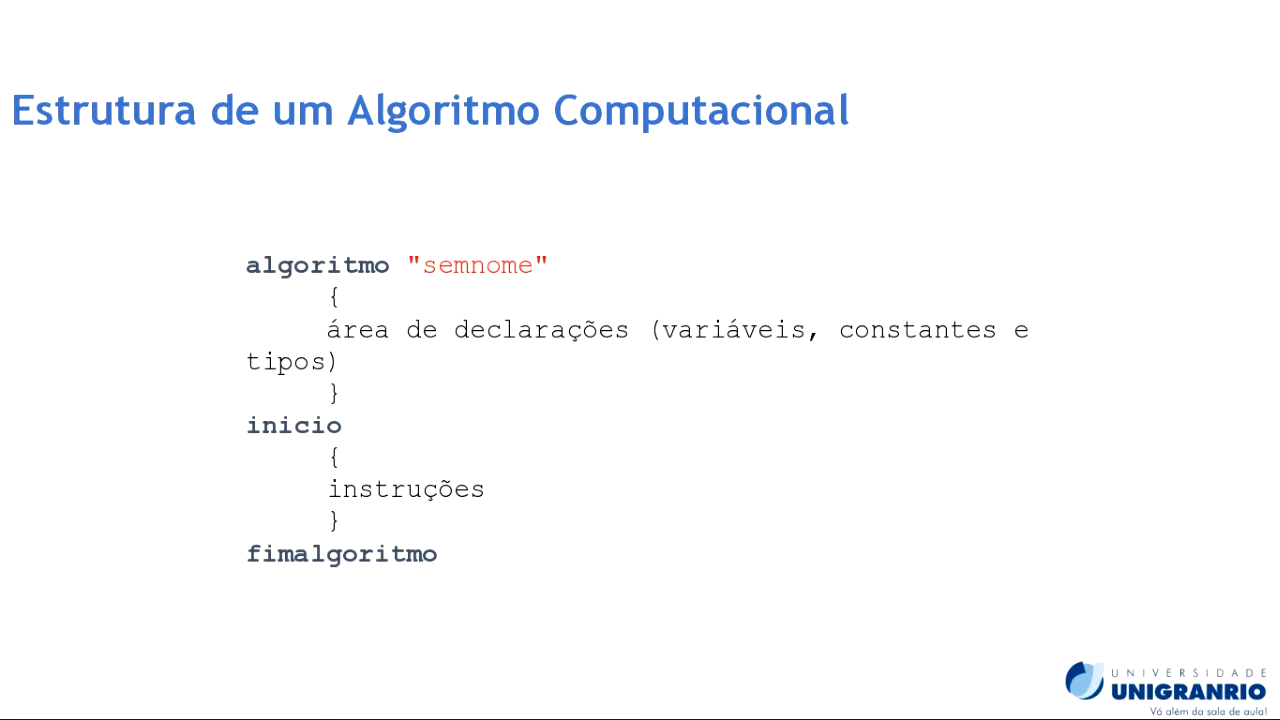 Estrutura de um Algoritmo Computacional
algoritmo "semnome"
{
área de declarações (variáveis, constantes e
tipos)
}
inicio
{
instruções
}
fimalgoritmo
UNIVERSIDADE
UNIGRANRIO
Vá além da sala de aula!